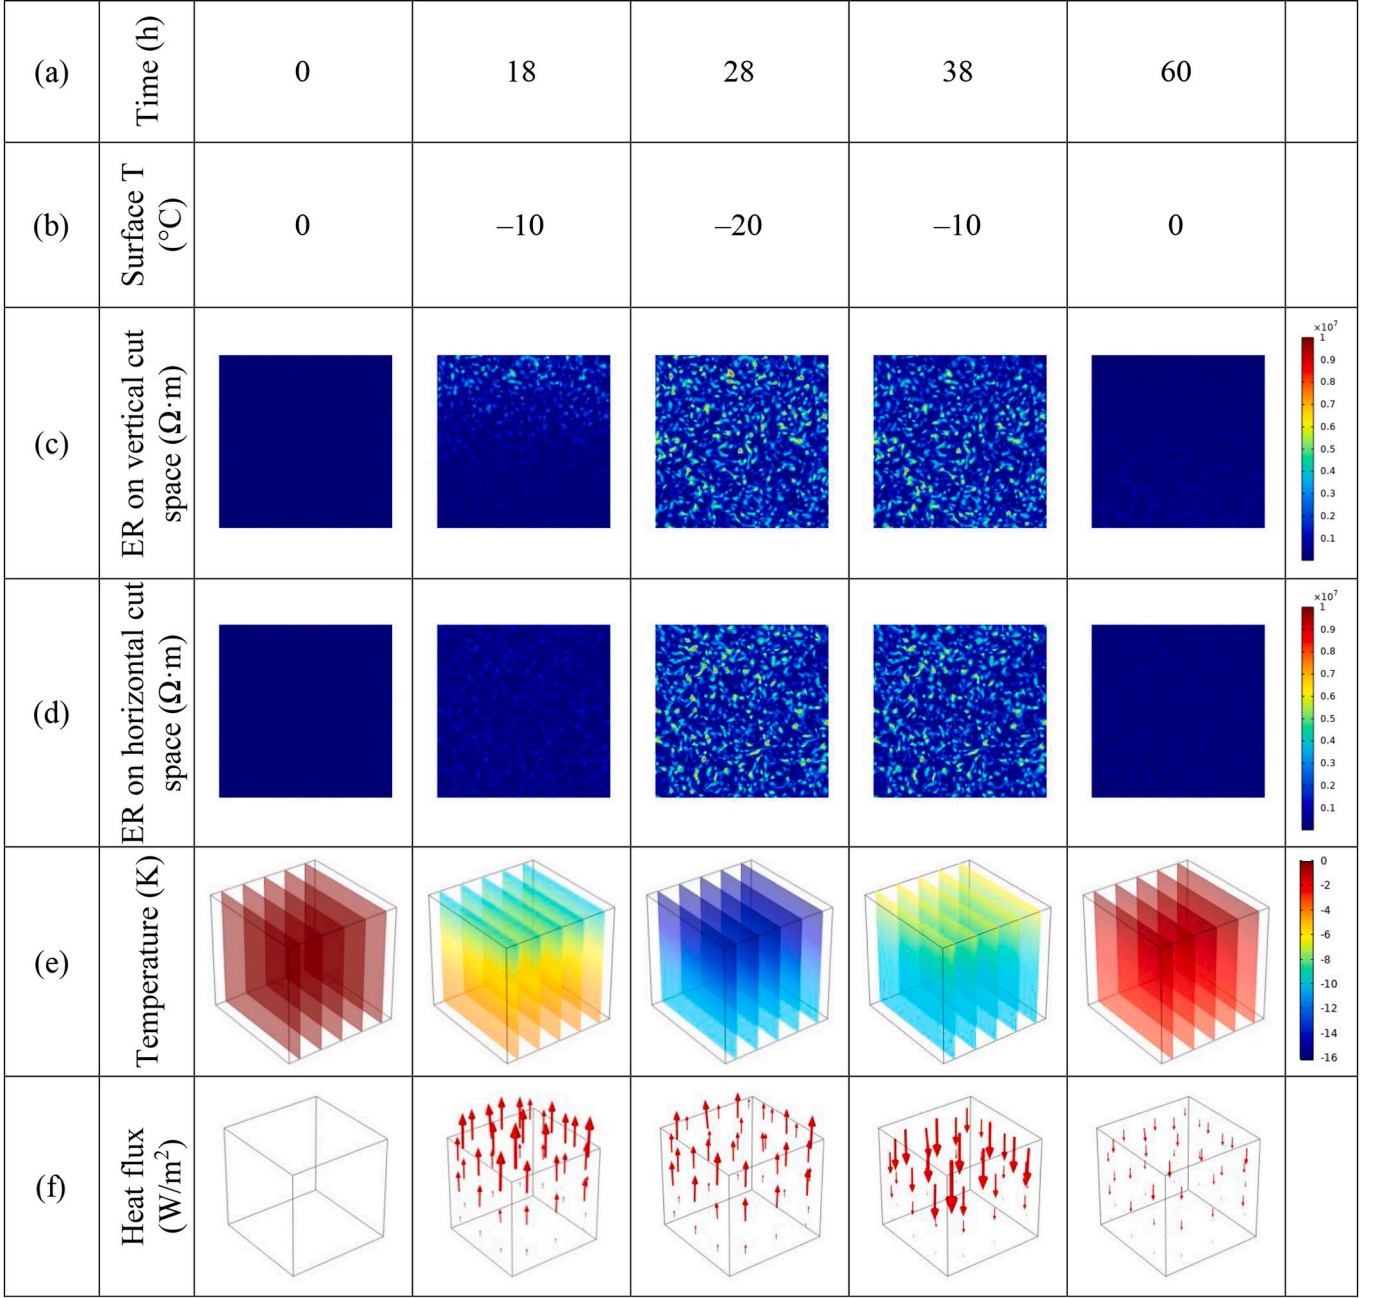 (a)
Time (h)
0
18
28
38
60
(b)
Surface T
(°C)
0
–10
–20
–10
0
(c)
ER on vertical cut
space (Ω·m)
×10⁷
1
0.9
0.8
0.7
0.6
0.5
0.4
0.3
0.2
0.1
(d)
ER on horizontal cut
space (Ω·m)
×10⁷
1
0.9
0.8
0.7
0.6
0.5
0.4
0.3
0.2
0.1
(e)
Temperature (K)
0
-2
-4
-6
-8
-10
-12
-14
-16
(f)
Heat flux
(W/m²)